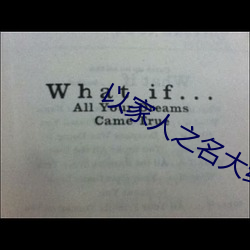 What if...
All Your Dreams
Came True
以家人之名大